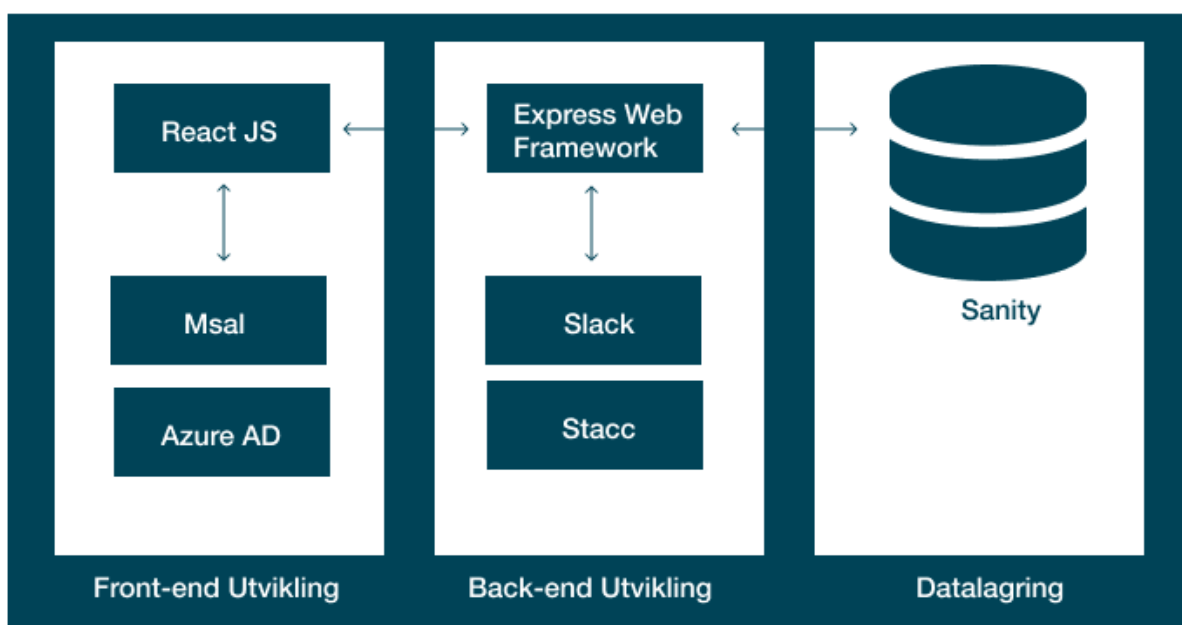 React JS
Express Web
Framework
Msal
Slack
Sanity
Azure AD
Stacc
Front-end Utvikling
Back-end Utvikling
Datalagring